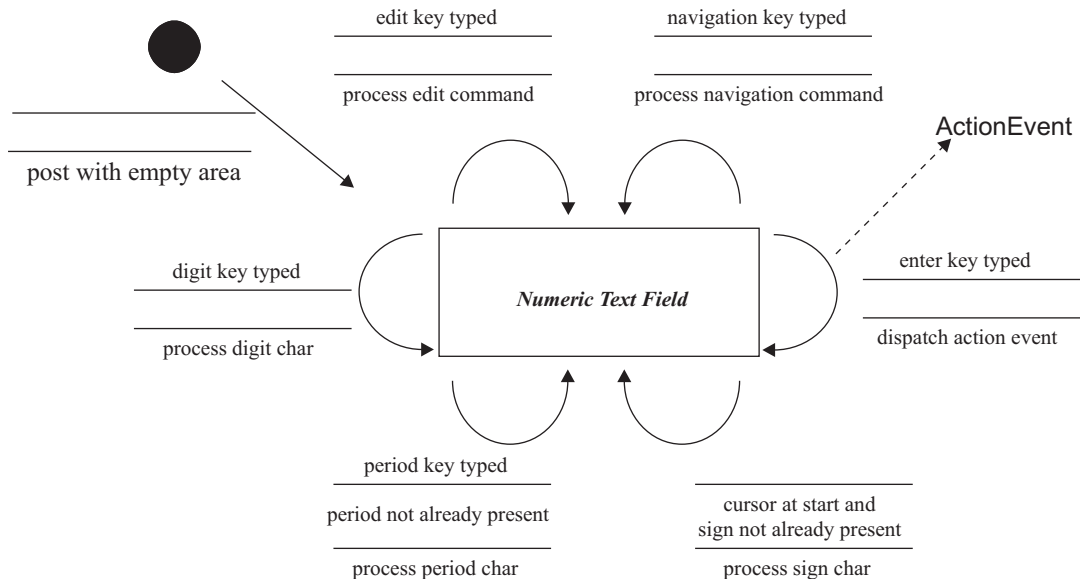 edit key typed
process edit command
navigation key typed
process navigation command
ActionEvent
post with empty area
digit key typed
process digit char
Numeric Text Field
enter key typed
dispatch action event
period key typed
period not already present
process period char
cursor at start and
sign not already present
process sign char